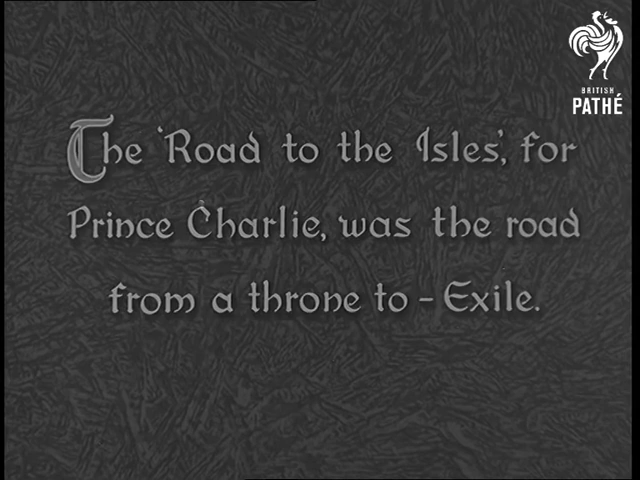 BRITISH
PATHÉ
The 'Road to the Isles', for
Prince Charlie, was the road
from a throne to - Exile.